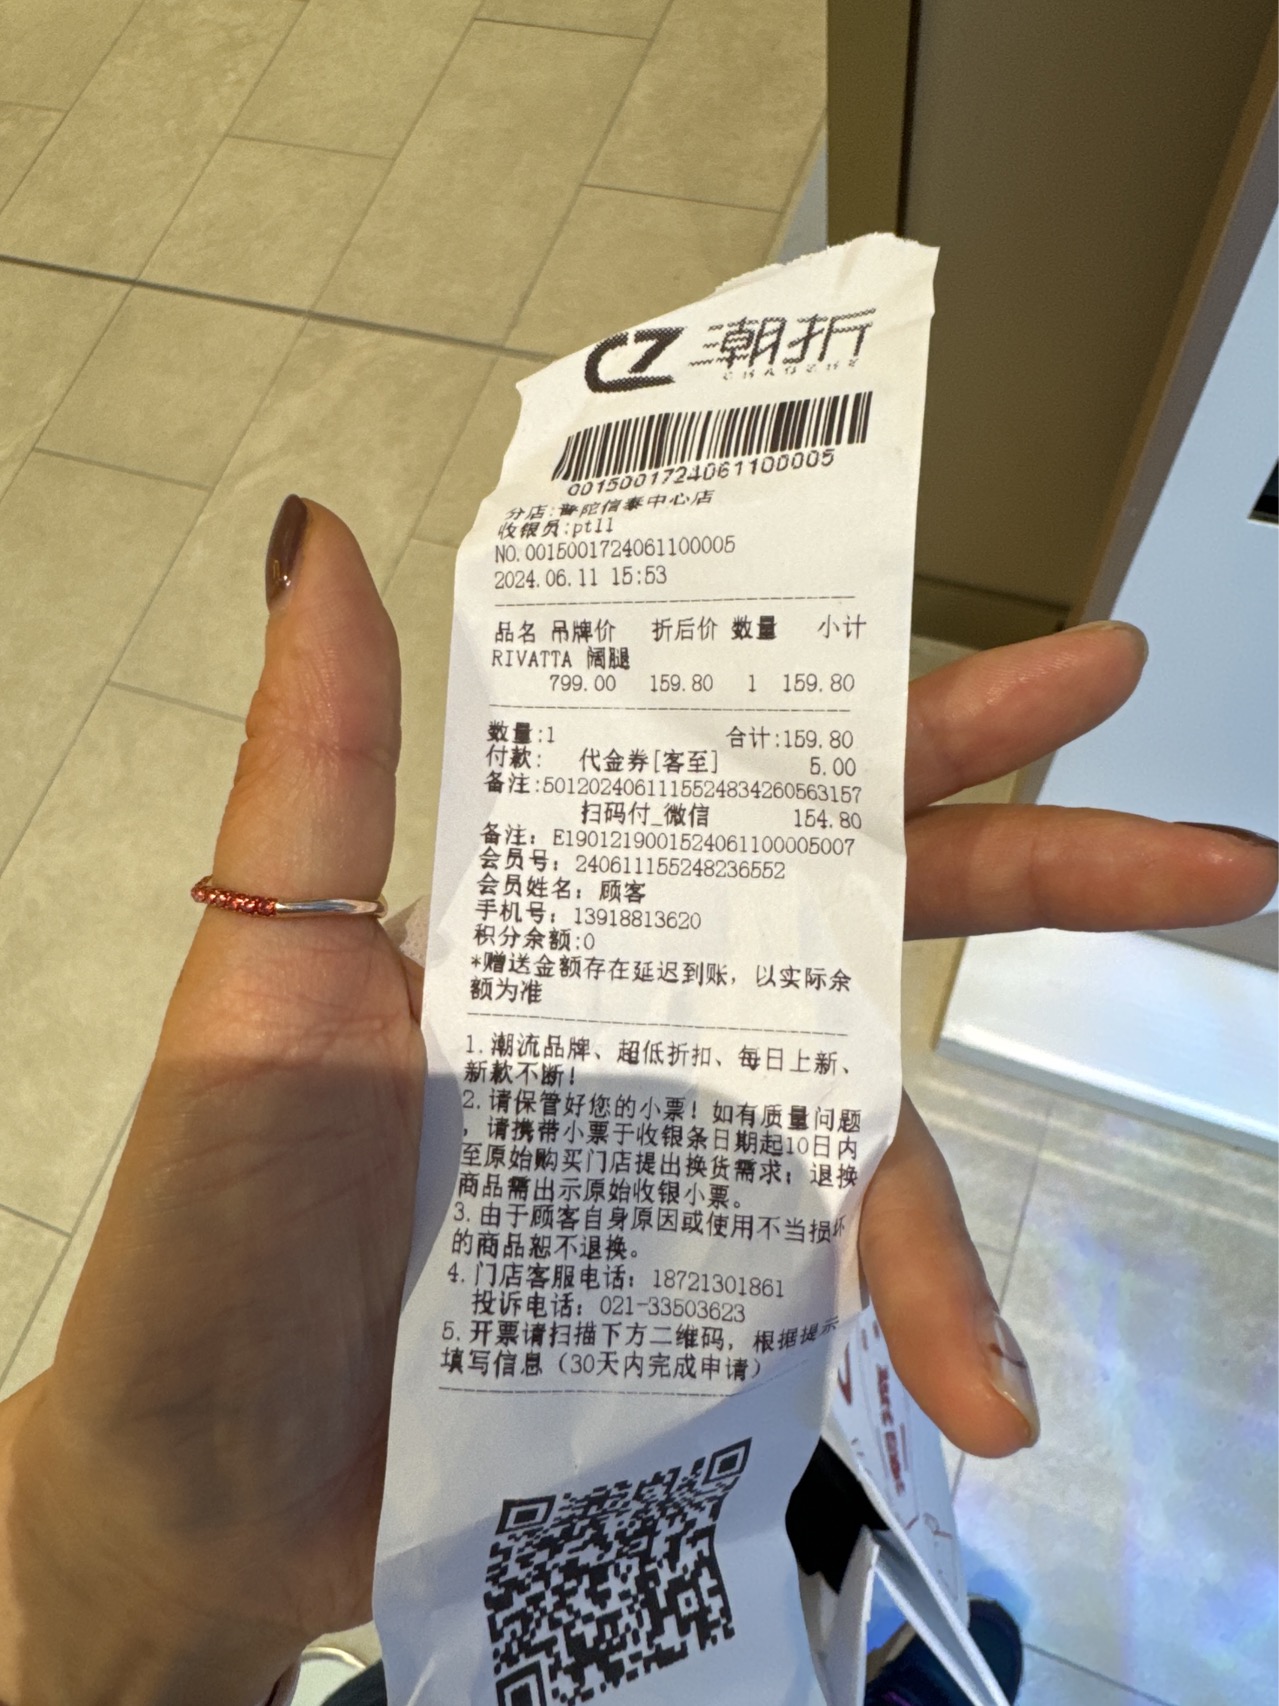 CZ 潮折
CHAOZHE
0015001724061100005
分店:普陀信泰中心店
收银员:pt11
NO.0015001724061100005
2024.06.11 15:53
品名 吊牌价 折后价 数量 小计
RIVATTA 阔腿
799.00 159.80 1 159.80
数量:1 合计:159.80
付款: 代金券[客至] 5.00
备注:5012024061115524834260563157
扫码付_微信 154.80
备注: E1901219001524061100005007
会员号: 240611155248236552
会员姓名: 顾客
手机号: 13918813620
积分余额:0
*赠送金额存在延迟到账, 以实际余
额为准
1.潮流品牌、超低折扣、每日上新、
新款不断!
2.请保管好您的小票!如有质量问题
,请携带小票于收银条日期起10日内
至原始购买门店提出换货需求; 退换
商品需出示原始收银小票。
3.由于顾客自身原因或使用不当损坏
的商品恕不退换。
4.门店客服电话: 18721301861
投诉电话: 021-33503623
5.开票请扫描下方二维码, 根据提示
填写信息 (30天内完成申请)